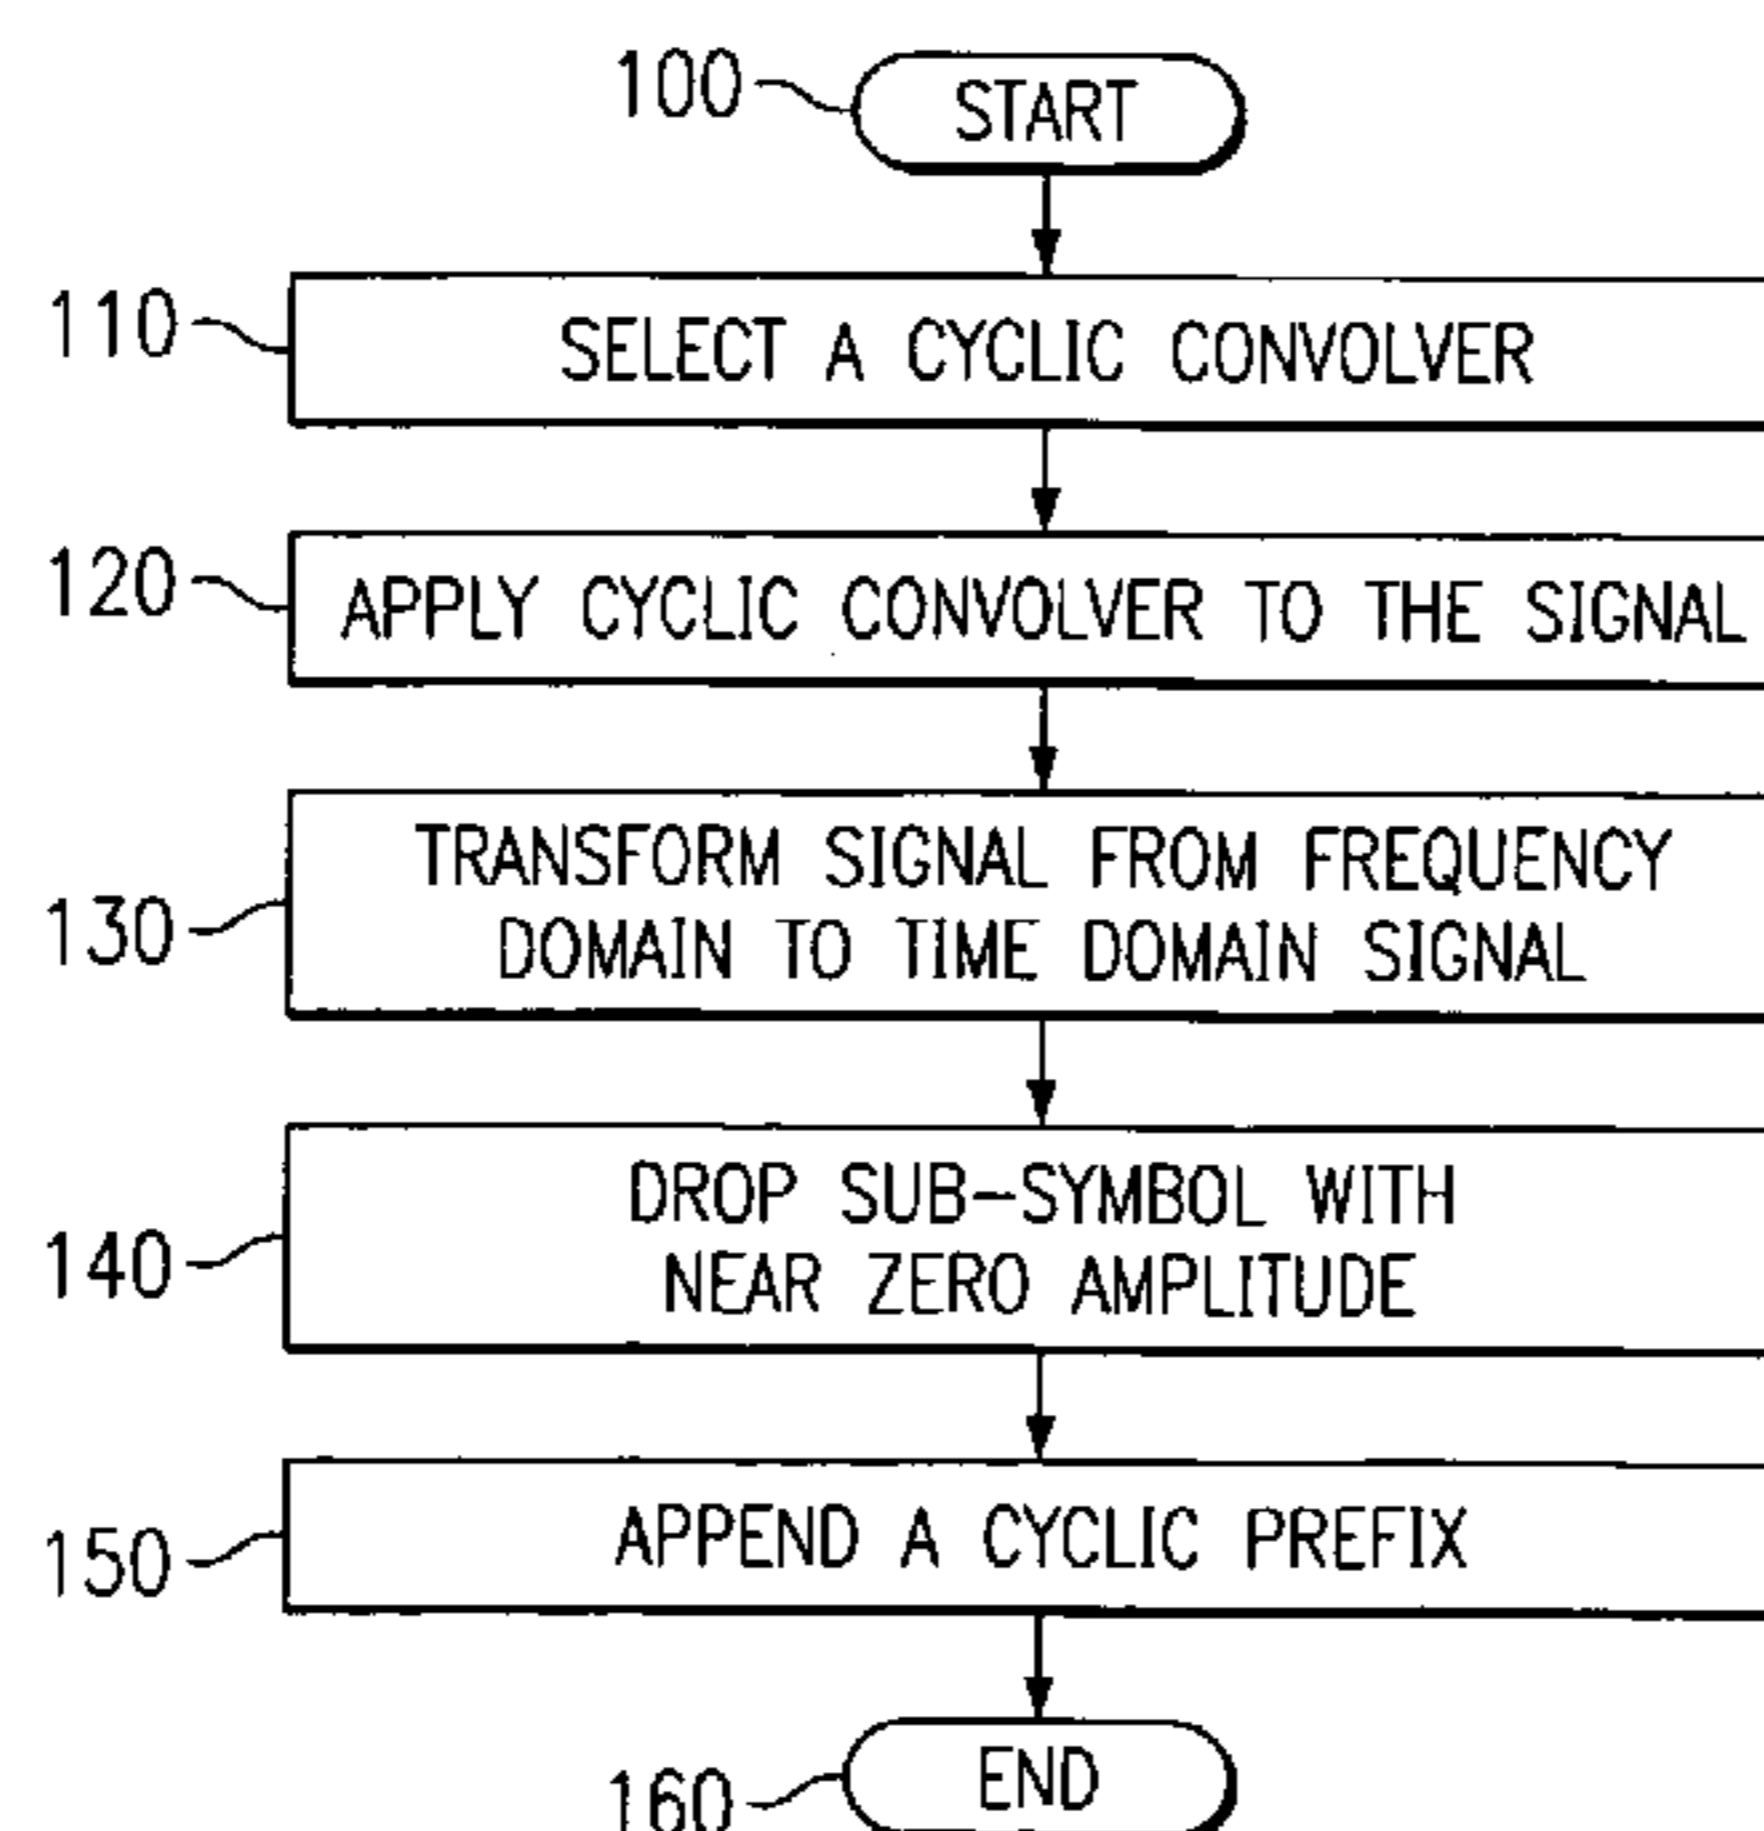 100
START
110
SELECT A CYCLIC CONVOLVER
120
APPLY CYCLIC CONVOLVER TO THE SIGNAL
TRANSFORM SIGNAL FROM FREQUENCY
130
DOMAIN TO TIME DOMAIN SIGNAL
DROP SUB-SYMBOL WITH
140
NEAR ZERO AMPLITUDE
150
APPEND A CYCLIC PREFIX
160
END